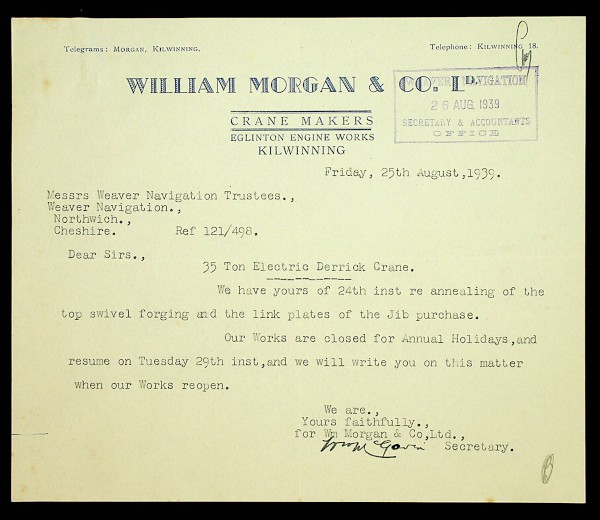 Telegrams: MORGAN, KILWINNING. Telephone: KILWINNING 18.
WILLIAM MORGAN & CO. LD.
WEAVER NAVIGATION
26 AUG. 1939
SECRETARY & ACCOUNTANTS
OFFICE
CRANE MAKERS
EGLINTON ENGINE WORKS
KILWINNING
Friday, 25th August,1939.
Messrs Weaver Navigation Trustees.,
Weaver Navigation.,
Northwich.,
Cheshire. Ref 121/498.
Dear Sirs.,
35 Ton Electric Derrick Crane.
We have yours of 24th inst re annealing of the
top swivel forging and the link plates of the Jib purchase.
Our Works are closed for Annual Holidays,and
resume on Tuesday 29th inst,and we will write you on this matter
when our Works reopen.
We are.,
Yours faithfully.,
for Wm Morgan & Co,Ltd.,
Wm McGavin Secretary.